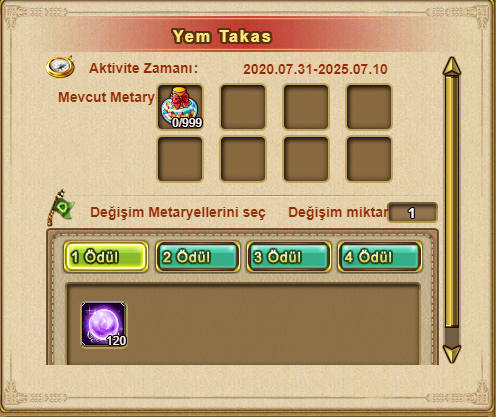 Yem Takas
Aktivite Zamanı: 2020.07.31-2025.07.10
Mevcut Metary
0/999
Değişim Metaryellerini seç Değişim miktar 1
1 Ödül 2 Ödül 3 Ödül 4 Ödül
120